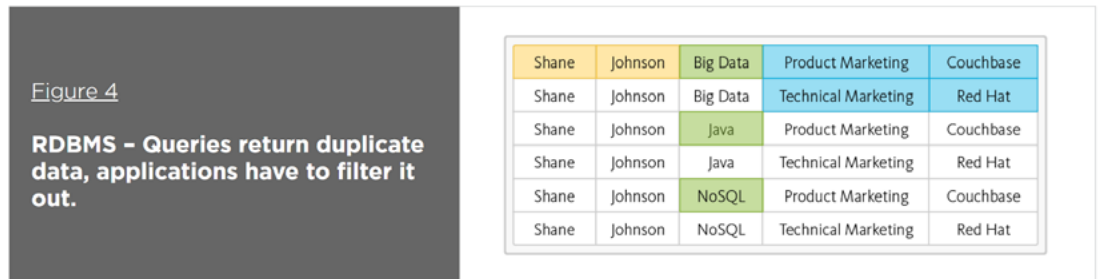 Figure 4
RDBMS – Queries return duplicate
data, applications have to filter it
out.
Shane Johnson Big Data Product Marketing Couchbase
Shane Johnson Big Data Technical Marketing Red Hat
Shane Johnson Java Product Marketing Couchbase
Shane Johnson Java Technical Marketing Red Hat
Shane Johnson NoSQL Product Marketing Couchbase
Shane Johnson NoSQL Technical Marketing Red Hat